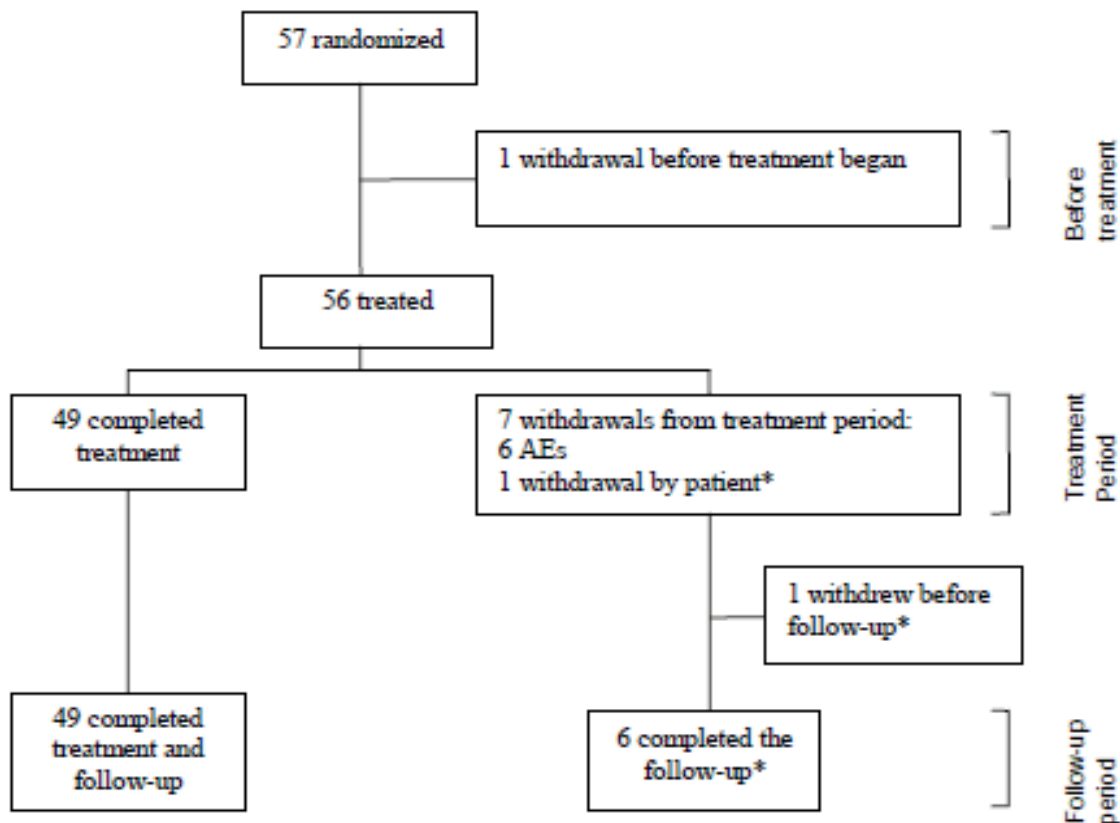 57 randomized
1 withdrawal before treatment began
Before
treatment
56 treated
49 completed
treatment
7 withdrawals from treatment period:
6 AEs
1 withdrawal by patient*
Treatment
Period
1 withdrew before
follow-up*
49 completed
treatment and
follow-up
6 completed the
follow-up*
Follow-up
period